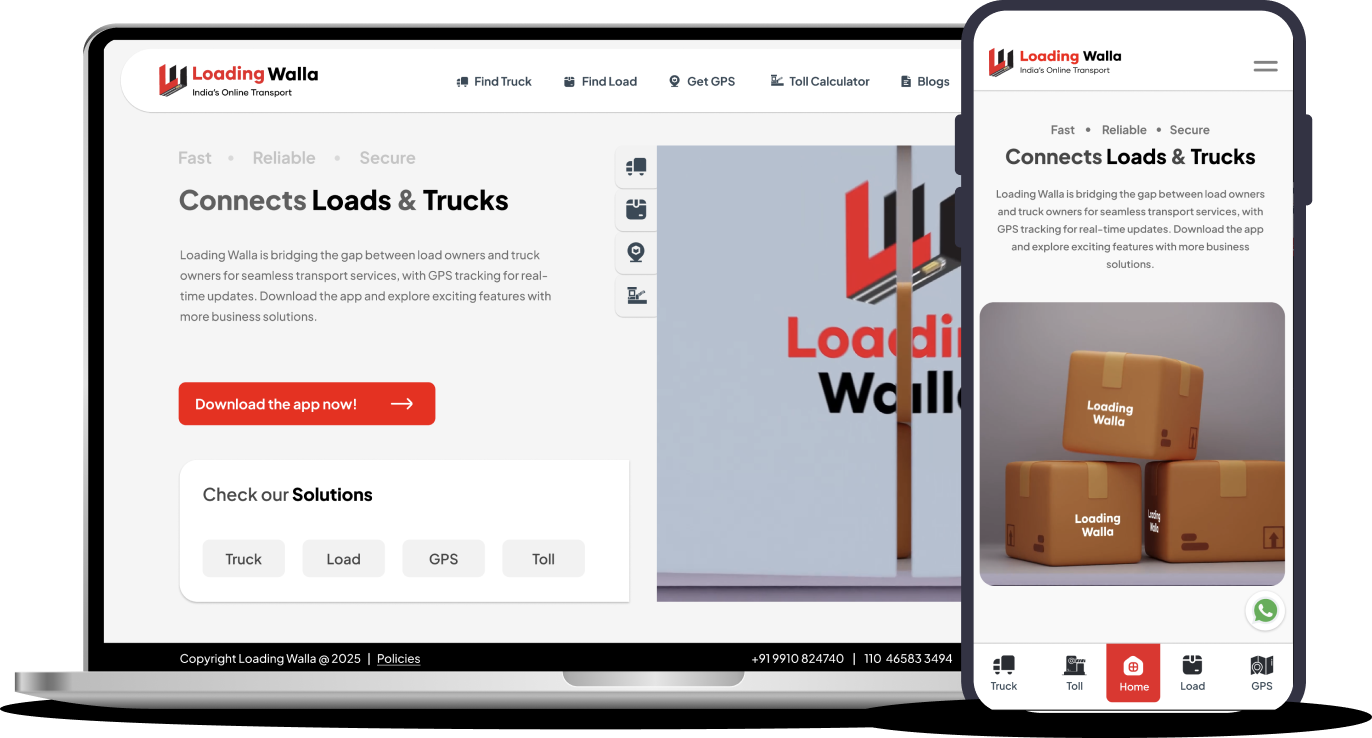 Loading Walla
India's Online Transport
Find Truck
Find Load
Get GPS
Toll Calculator
Blogs
Fast • Reliable • Secure
Connects Loads & Trucks
Loading Walla is bridging the gap between load owners and truck
owners for seamless transport services, with GPS tracking for real-
time updates. Download the app and explore exciting features with
more business solutions.
Download the app now!
Check our Solutions
Truck
Load
GPS
Toll
Loadin
Walla
Copyright Loading Walla @ 2025 | Policies
+91 9910 824740 | 110 46583 3494
Loading Walla
India's Online Transport
Fast • Reliable • Secure
Connects Loads & Trucks
Loading Walla is bridging the gap between load owners
and truck owners for seamless transport services, with
GPS tracking for real-time updates. Download the app
and explore exciting features with more business
solutions.
Loading
Walla
Loading
Walla
Loading
Walla
Truck
Toll
Home
Load
GPS